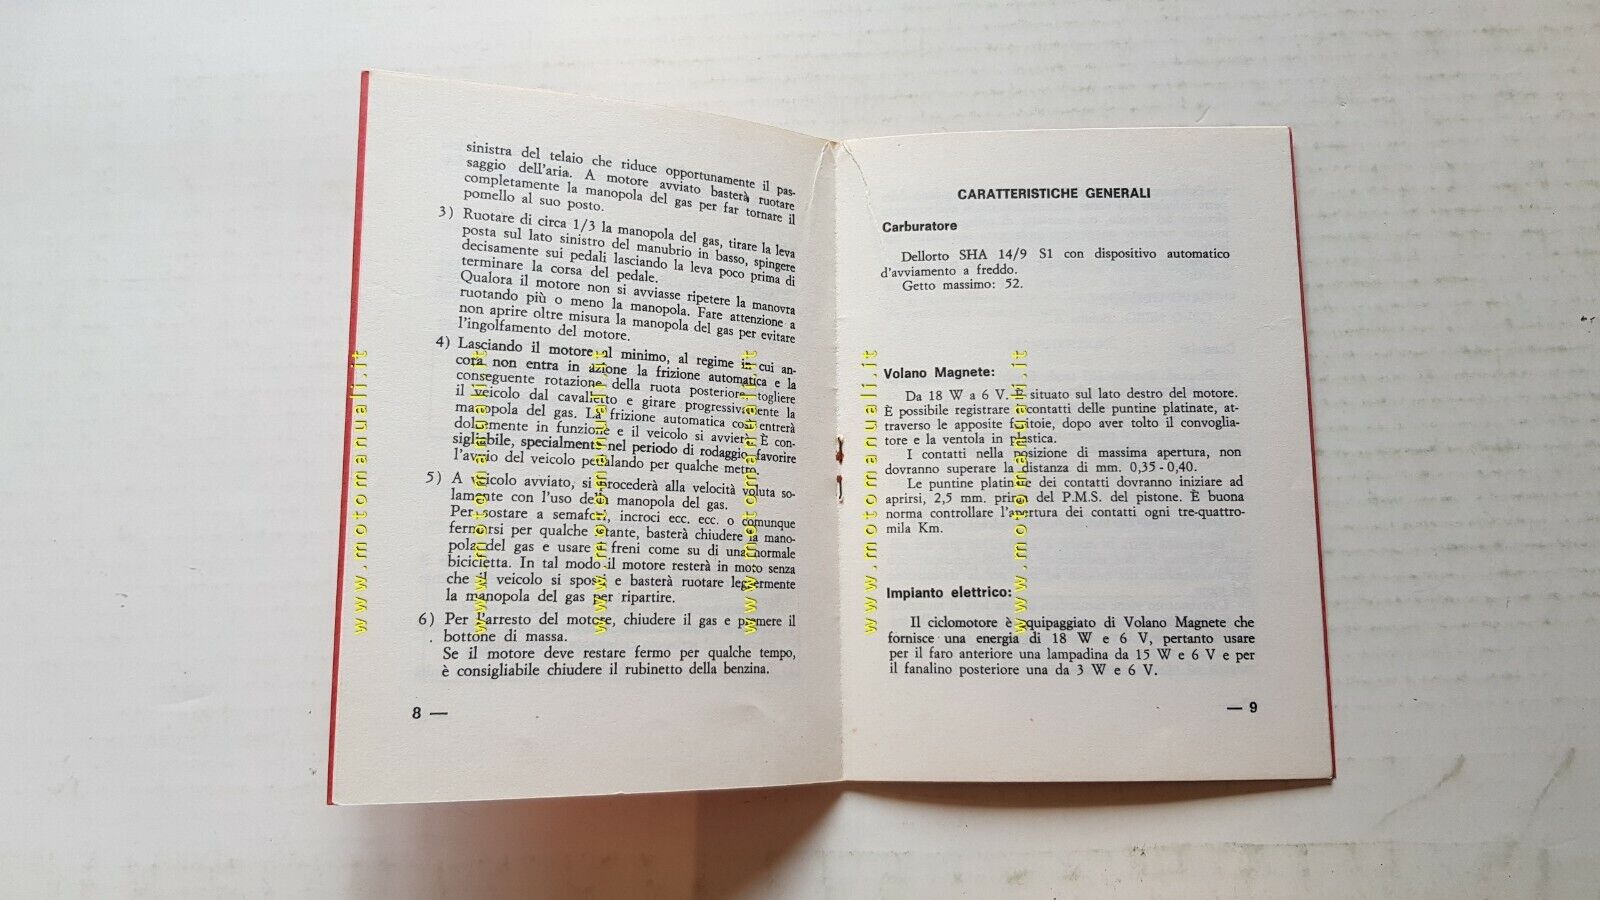 sinistra del telaio che riduce opportunamente il pas-
saggio dell'aria. A motore avviato basterà ruotare
completamente la manopola del gas per far tornare il
pomello al suo posto.
3) Ruotare di circa 1/3 la manopola del gas, tirare la leva
posta sul lato sinistro del manubrio in basso, spingere
decisamente sui pedali lasciando la leva poco prima di
terminare la corsa del pedale.
Qualora il motore non si avviasse ripetere la manovra
ruotando più o meno la manopola. Fare attenzione a
non aprire oltre misura la manopola del gas per evitare
l'ingolfamento del motore.
4) Lasciando il motore al minimo, al regime in cui an-
cora non entra in azione la frizione automatica e la
conseguente rotazione della ruota posteriore, togliere
il veicolo dal cavalletto e girare progressivamente la
manopola del gas. La frizione automatica così entrerà
dolcemente in funzione e il veicolo si avvierà. È con-
sigliabile, specialmente nel periodo di rodaggio, favorire
l'avvio del veicolo pedalando per qualche metro.
5) A veicolo avviato, si procederà alla velocità voluta so-
lamente con l'uso della manopola del gas.
Per sostare a semafori, incroci ecc. ecc. o comunque
fermarsi per qualche istante, basterà chiudere la mano-
pola del gas e usare i freni come su di una normale
bicicletta. In tal modo il motore resterà in moto senza
che il veicolo si sposti e basterà ruotare leggermente
la manopola del gas per ripartire.
6) Per l'arresto del motore, chiudere il gas e premere il
bottone di massa.
Se il motore deve restare fermo per qualche tempo,
è consigliabile chiudere il rubinetto della benzina.
8 —
CARATTERISTICHE GENERALI
Carburatore
Dellorto SHA 14/9 S1 con dispositivo automatico
d'avviamento a freddo.
Getto massimo: 52.
Volano Magnete:
Da 18 W a 6 V. È situato sul lato destro del motore.
È possibile registrare i contatti delle puntine platinate, at-
traverso le apposite feritoie, dopo aver tolto il convoglia-
tore e la ventola in plastica.
I contatti nella posizione di massima apertura, non
dovranno superare la distanza di mm. 0,35-0,40.
Le puntine platinate dei contatti dovranno iniziare ad
aprirsi, 2,5 mm. prima del P.M.S. del pistone. È buona
norma controllare l'apertura dei contatti ogni tre-quattro-
mila Km.
Impianto elettrico:
Il ciclomotore è equipaggiato di Volano Magnete che
fornisce una energia di 18 W e 6 V, pertanto usare
per il faro anteriore una lampadina da 15 W e 6 V e per
il fanalino posteriore una da 3 W e 6 V.
— 9
www.motomanuali.it
www.motomanuali.it
www.motomanuali.it
www.motomanuali.it
www.motomanuali.it
www.motomanuali.it